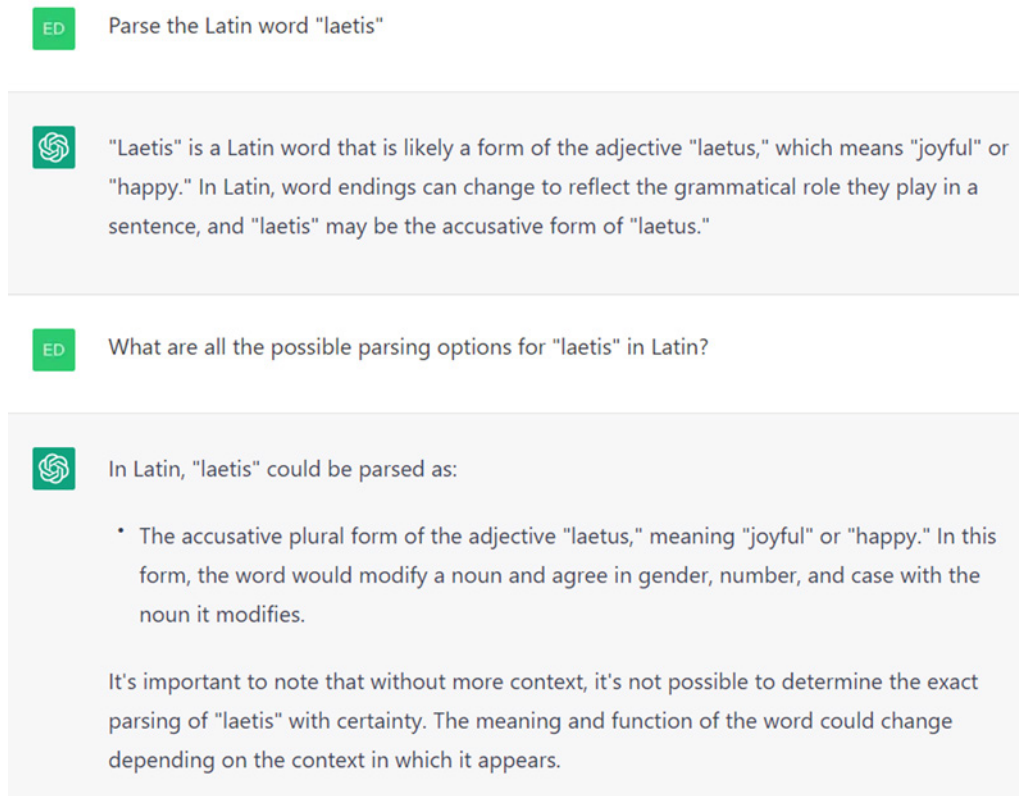 ED
Parse the Latin word "laetis"
"Laetis" is a Latin word that is likely a form of the adjective "laetus," which means "joyful" or
"happy." In Latin, word endings can change to reflect the grammatical role they play in a
sentence, and "laetis" may be the accusative form of "laetus."
ED
What are all the possible parsing options for "laetis" in Latin?
In Latin, "laetis" could be parsed as:
• The accusative plural form of the adjective "laetus," meaning "joyful" or "happy." In this
form, the word would modify a noun and agree in gender, number, and case with the
noun it modifies.
It's important to note that without more context, it's not possible to determine the exact
parsing of "laetis" with certainty. The meaning and function of the word could change
depending on the context in which it appears.